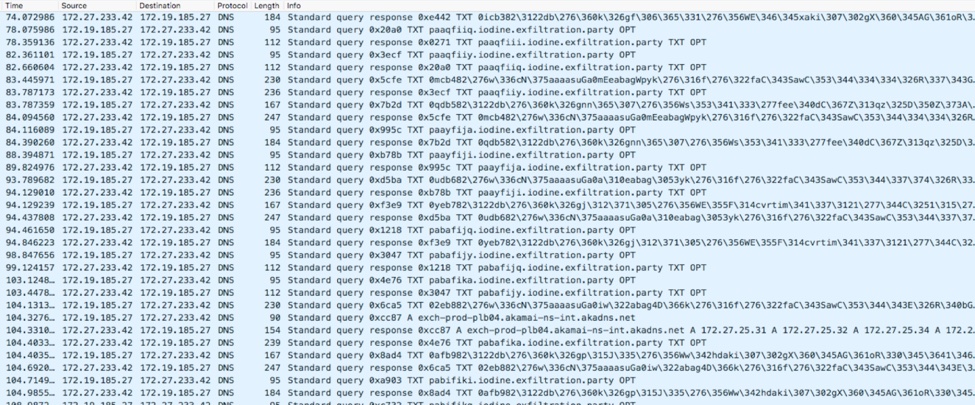 Time Source Destination Protocol Length Info
74.072986 172.27.233.42 172.19.185.27 DNS 184 Standard query response 0xe442 TXT 0icb382\3122db\276\360k\326gf\306\365\331\276\356WE\346\345xaki\307\302gX\360\345AG\361oR\3…
78.075986 172.19.185.27 172.27.233.42 DNS 95 Standard query 0x20a0 TXT paaqfiiq.iodine.exfiltration.party OPT
78.359136 172.27.233.42 172.19.185.27 DNS 112 Standard query response 0x0271 TXT paaqfiii.iodine.exfiltration.party TXT OPT
82.361101 172.19.185.27 172.27.233.42 DNS 95 Standard query 0x3ecf TXT paaqfiiy.iodine.exfiltration.party OPT
82.660604 172.27.233.42 172.19.185.27 DNS 112 Standard query response 0x20a0 TXT paaqfiiq.iodine.exfiltration.party TXT OPT
83.445971 172.19.185.27 172.27.233.42 DNS 230 Standard query 0x5cfe TXT 0mcb482\276w\336cN\375aaaasuGa0mEeabagWpyk\276\316f\276\322faC\343SawC\353\344\334\334\326R\337\343G…
83.787173 172.27.233.42 172.19.185.27 DNS 236 Standard query response 0x3ecf TXT paaqfiiy.iodine.exfiltration.party TXT OPT
83.787359 172.19.185.27 172.27.233.42 DNS 167 Standard query 0x7b2d TXT 0qdb582\3122db\276\360k\326gnn\365\307\276\356Ws\353\341\333\277fee\340dC\367Z\313qz\325D\350Z\373A…
84.094560 172.27.233.42 172.19.185.27 DNS 247 Standard query response 0x5cfe TXT 0mcb482\276w\336cN\375aaaasuGa0mEeabagWpyk\276\316f\276\322faC\343SawC\353\344\334\334\326R…
84.116089 172.19.185.27 172.27.233.42 DNS 95 Standard query 0x995c TXT paayfija.iodine.exfiltration.party OPT
84.390260 172.27.233.42 172.19.185.27 DNS 184 Standard query response 0x7b2d TXT 0qdb582\3122db\276\360k\326gnn\365\307\276\356Ws\353\341\333\277fee\340dC\367Z\313qz\325D\3…
88.394871 172.19.185.27 172.27.233.42 DNS 95 Standard query 0xb78b TXT paayfiji.iodine.exfiltration.party OPT
89.824976 172.27.233.42 172.19.185.27 DNS 112 Standard query response 0x995c TXT paayfija.iodine.exfiltration.party TXT OPT
93.789682 172.19.185.27 172.27.233.42 DNS 230 Standard query 0xd5ba TXT 0udb682\276w\336cN\375aaaasuGa0a\310eabag\3053yk\276\316f\276\322faC\343SawC\353\344\337\374\326R\33…
94.129010 172.27.233.42 172.19.185.27 DNS 236 Standard query response 0xb78b TXT paayfiji.iodine.exfiltration.party TXT OPT
94.129239 172.19.185.27 172.27.233.42 DNS 167 Standard query 0xf3e9 TXT 0yeb782\3122db\276\360k\326gj\312\371\305\276\356WE\355F\314cvrtim\341\337\3121\277\344C\3251\315\27…
94.437808 172.27.233.42 172.19.185.27 DNS 247 Standard query response 0xd5ba TXT 0udb682\276w\336cN\375aaaasuGa0a\310eabag\3053yk\276\316f\276\322faC\343SawC\353\344\337\37…
94.461650 172.19.185.27 172.27.233.42 DNS 95 Standard query 0x1218 TXT pabafijq.iodine.exfiltration.party OPT
94.846223 172.27.233.42 172.19.185.27 DNS 184 Standard query response 0xf3e9 TXT 0yeb782\3122db\276\360k\326gj\312\371\305\276\356WE\355F\314cvrtim\341\337\3121\277\344C\32…
98.847656 172.19.185.27 172.27.233.42 DNS 95 Standard query 0x3047 TXT pabafijy.iodine.exfiltration.party OPT
99.124157 172.27.233.42 172.19.185.27 DNS 112 Standard query response 0x1218 TXT pabafijq.iodine.exfiltration.party TXT OPT
103.1248… 172.19.185.27 172.27.233.42 DNS 95 Standard query 0x4e76 TXT pabafika.iodine.exfiltration.party OPT
103.4478… 172.27.233.42 172.19.185.27 DNS 112 Standard query response 0x3047 TXT pabafijy.iodine.exfiltration.party TXT OPT
104.1313… 172.19.185.27 172.27.233.42 DNS 230 Standard query 0x6ca5 TXT 02eb882\276w\336cN\375aaaasuGa0iw\322abag4D\366k\276f\276\322faC\343SawC\353\344\343E\326R\340bG…
104.3276… 172.19.185.27 172.27.233.42 DNS 90 Standard query 0xcc87 A exch-prod-plb04.akamai-ns-int.akadns.net
104.3310… 172.27.233.42 172.19.185.27 DNS 154 Standard query response 0xcc87 A exch-prod-plb04.akamai-ns-int.akadns.net A 172.27.25.31 A 172.27.25.32 A 172.27.25.34 A 172.2…
104.4033… 172.27.233.42 172.19.185.27 DNS 239 Standard query response 0x4e76 TXT pabafika.iodine.exfiltration.party TXT OPT
104.4035… 172.19.185.27 172.27.233.42 DNS 167 Standard query 0x8ad4 TXT 0afb982\3122db\276\360k\326gp\315J\335\276\356Ww\342hdaki\307\302gX\360\345AG\361oR\330\345\3641\346…
104.6920… 172.27.233.42 172.19.185.27 DNS 247 Standard query response 0x6ca5 TXT 02eb882\276w\336cN\375aaaasuGa0iw\322abag4D\366k\276f\276\322faC\343SawC\353\344\343E\3…
104.7149… 172.19.185.27 172.27.233.42 DNS 95 Standard query 0xa903 TXT pabifiki.iodine.exfiltration.party OPT
104.9855… 172.27.233.42 172.19.185.27 DNS 184 Standard query response 0x8ad4 TXT 0afb982\3122db\276\360k\326gp\315J\335\276\356Ww\342hdaki\307\302gX\360\345AG\361oR\330\345…